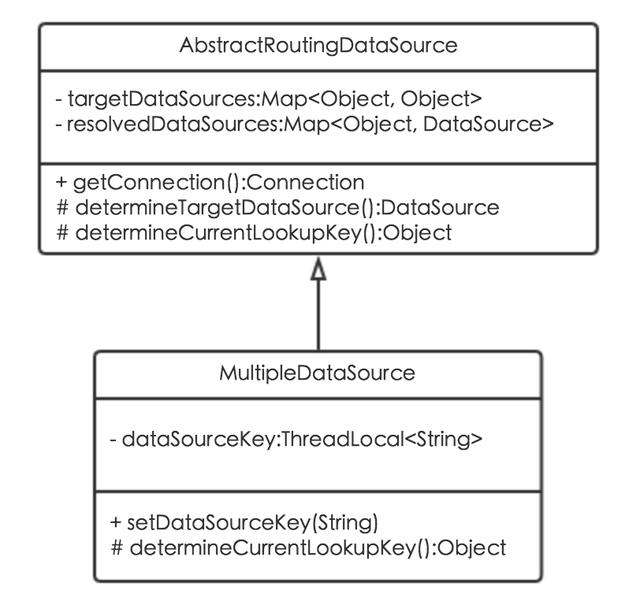 AbstractRoutingDataSource
- targetDataSources:Map<Object, Object>
- resolvedDataSources:Map<Object, DataSource>
+ getConnection():Connection
# determineTargetDataSource():DataSource
# determineCurrentLookupKey():Object
MultipleDataSource
- dataSourceKey:ThreadLocal<String>
+ setDataSourceKey(String)
# determineCurrentLookupKey():Object